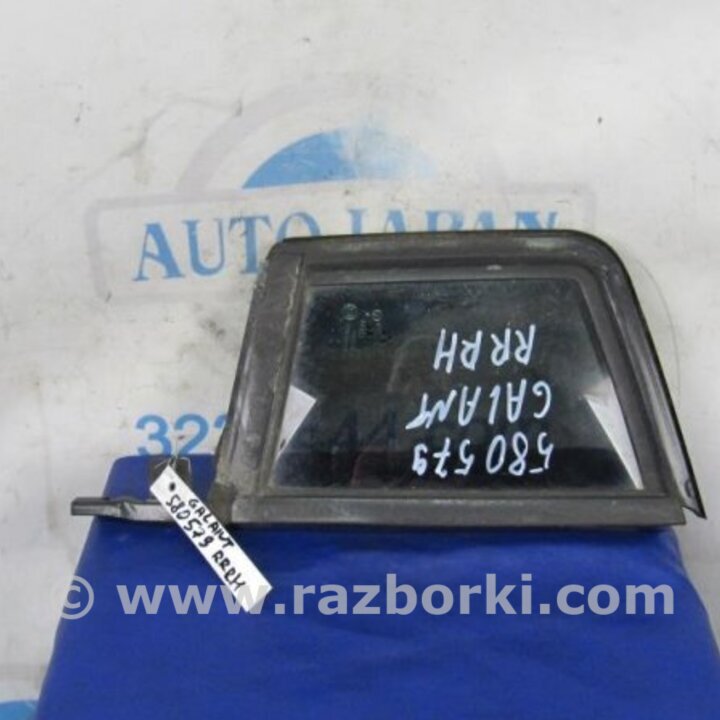 AUTO JAPAN
580579
GALANT
RRRH
GALANT
580579 RRRH
© www.razborki.com